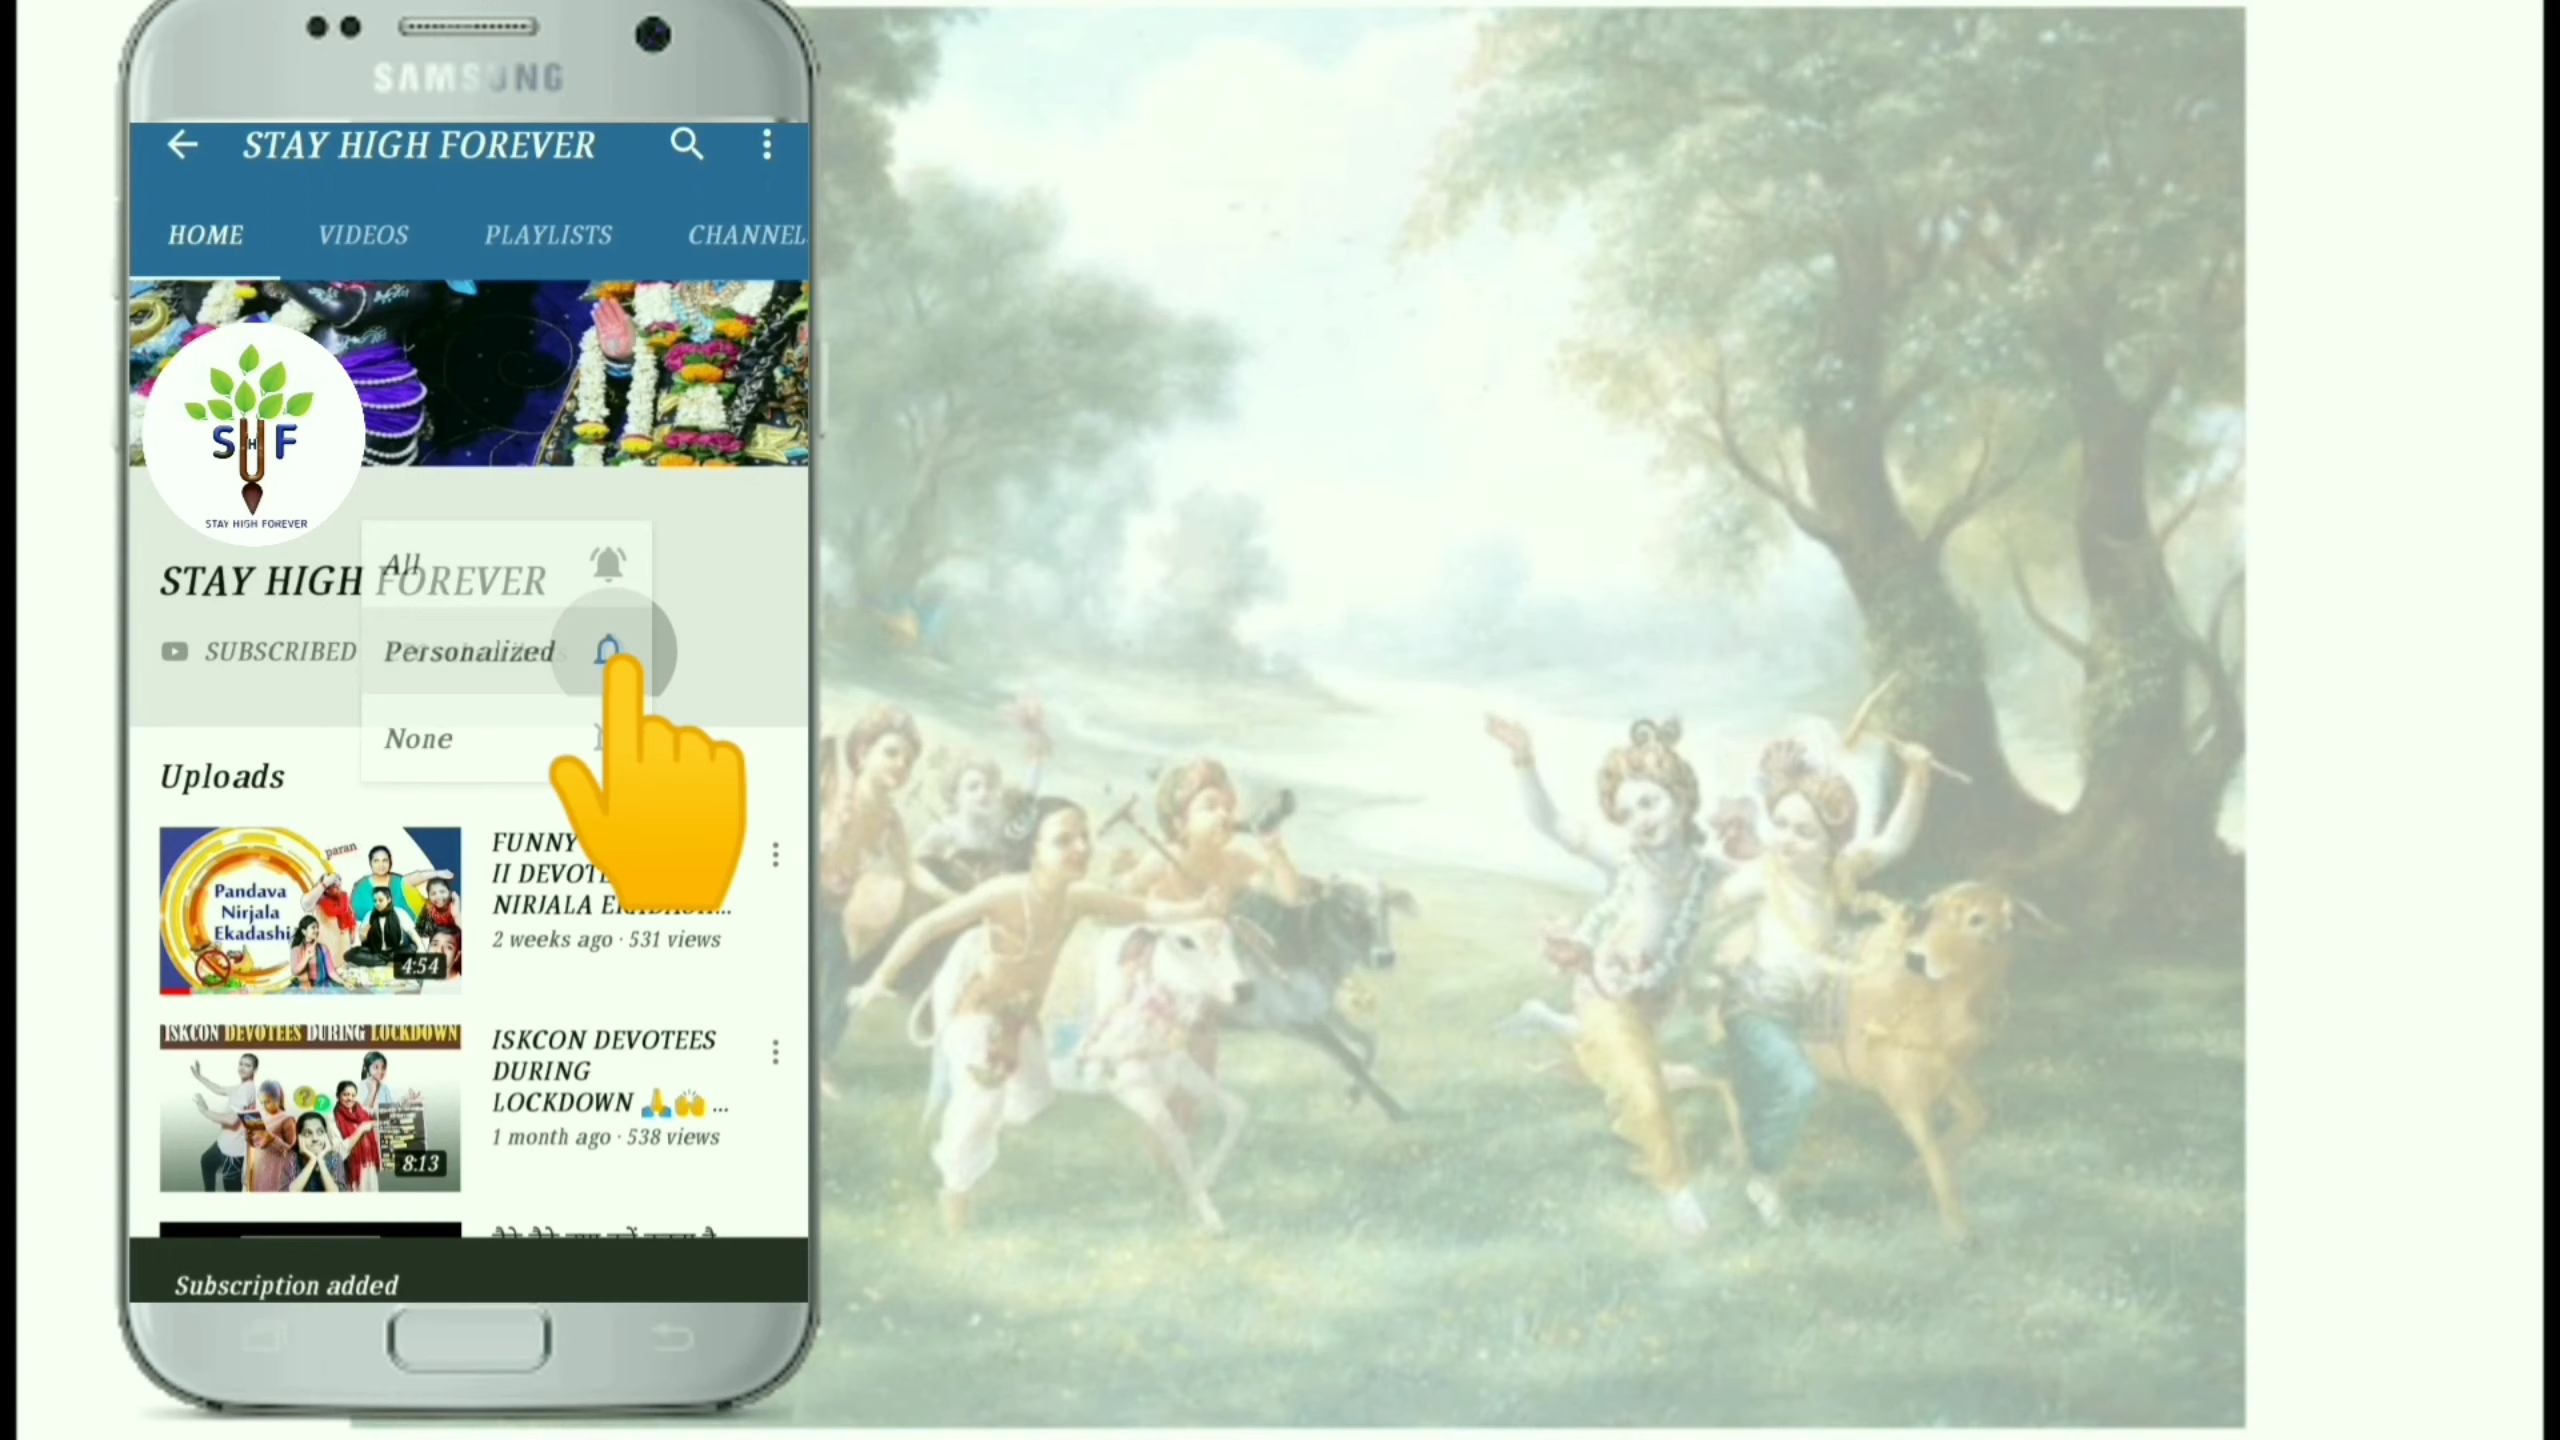 SAMSUNG
STAY HIGH FOREVER
HOME VIDEOS PLAYLISTS CHANNEL
S H F
STAY HIGH FOREVER
All
STAY HIGH FOREVER
SUBSCRIBED
Personalized
None
Uploads
paran
Pandava
Nirjala
Ekadashi
4:54
FUNNY
II
NIRJALA
2 weeks ago · 531 views
ISKCON DEVOTEES DURING LOCKDOWN
8:13
ISKCON DEVOTEES
DURING
LOCKDOWN 🙏🙌 ...
1 month ago · 538 views
Subscription added